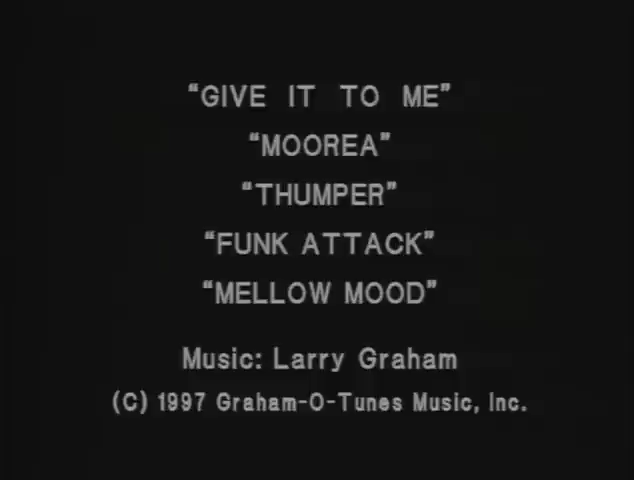 “GIVE IT TO ME”
“MOOREA”
“THUMPER”
“FUNK ATTACK”
“MELLOW MOOD”
Music: Larry Graham
(C) 1997 Graham-O-Tunes Music, Inc.